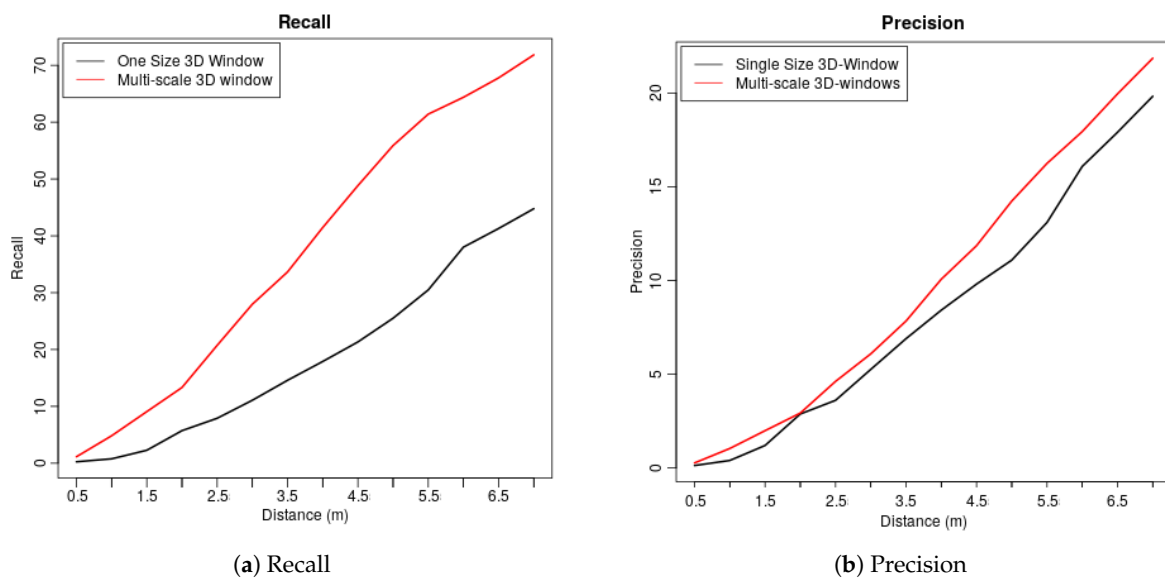 Recall
One Size 3D Window
Multi-scale 3D window
70
60
50
40
30
20
10
0
Recall
0.5 1.5 2.5 3.5 4.5 5.5 6.5
Distance (m)
(a) Recall
Precision
Single Size 3D-Window
Multi-scale 3D-windows
20
15
10
5
0
Precision
0.5 1.5 2.5 3.5 4.5 5.5 6.5
Distance (m)
(b) Precision